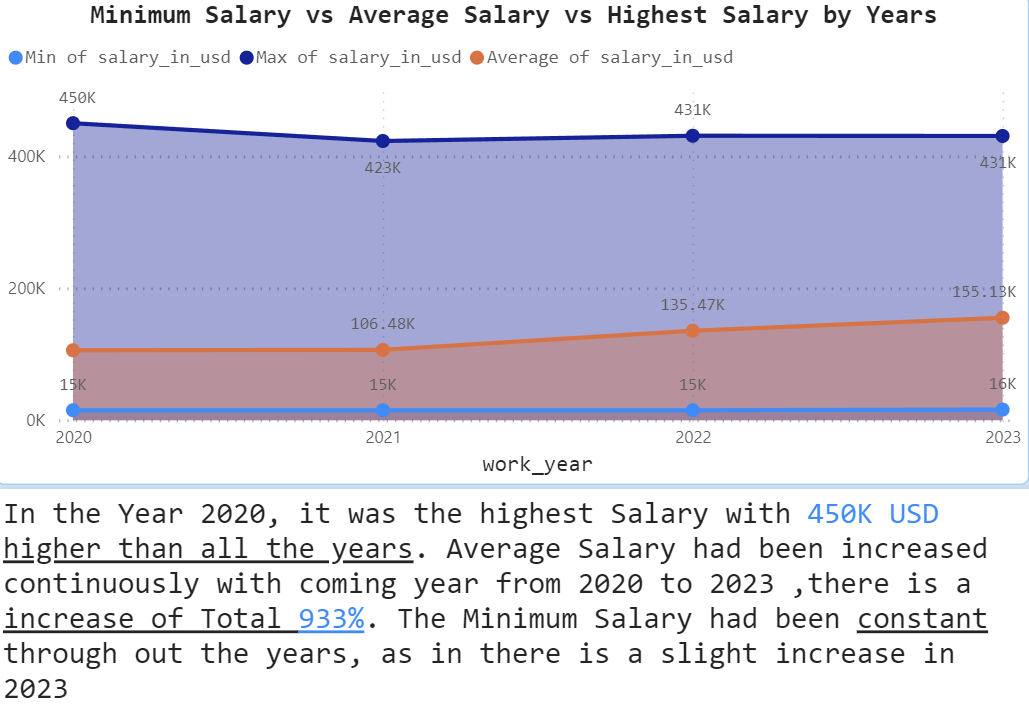 Minimum Salary vs Average Salary vs Highest Salary by Years
Min of salary_in_usd Max of salary_in_usd Average of salary_in_usd
450K
431K
400K
423K
431K
200K
155.13K
135.47K
106.48K
15K 15K 15K 16K
0K
2020 2021 2022 2023
work_year
In the Year 2020, it was the highest Salary with 450K USD
higher than all the years. Average Salary had been increased
continuously with coming year from 2020 to 2023 ,there is a
increase of Total 933%. The Minimum Salary had been constant
through out the years, as in there is a slight increase in
2023